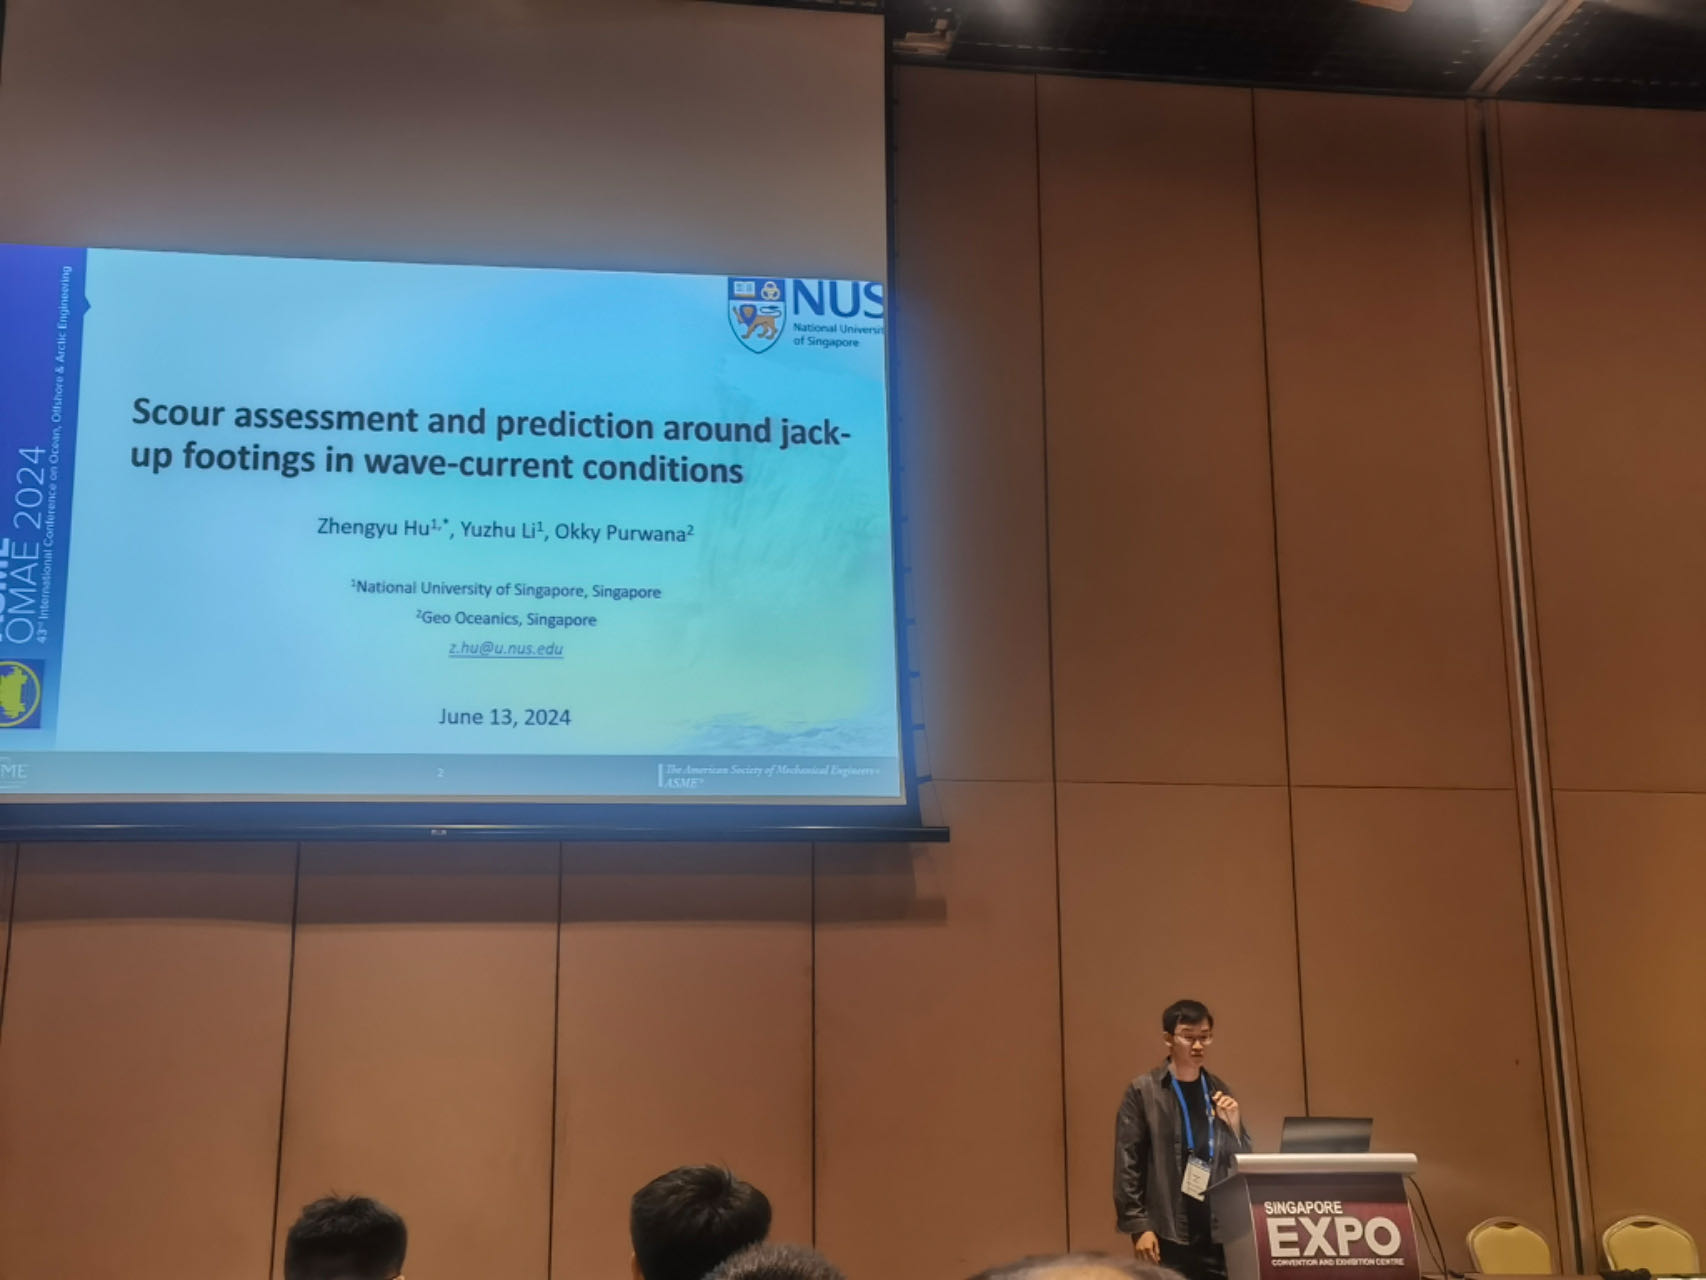 NUS
National Universit
of Singapore
Scour assessment and prediction around jack-
up footings in wave-current conditions
Zhengyu Hu1,*, Yuzhu Li1, Okky Purwana2
1National University of Singapore, Singapore
2Geo Oceanics, Singapore
z.hu@u.nus.edu
June 13, 2024
OMAE 2024
43rd International Conference on Ocean, Offshore & Arctic Engineering
ME
2
The American Society of Mechanical Engineers®
ASME®
SINGAPORE
EXPO
CONVENTION AND EXHIBITION CENTRE